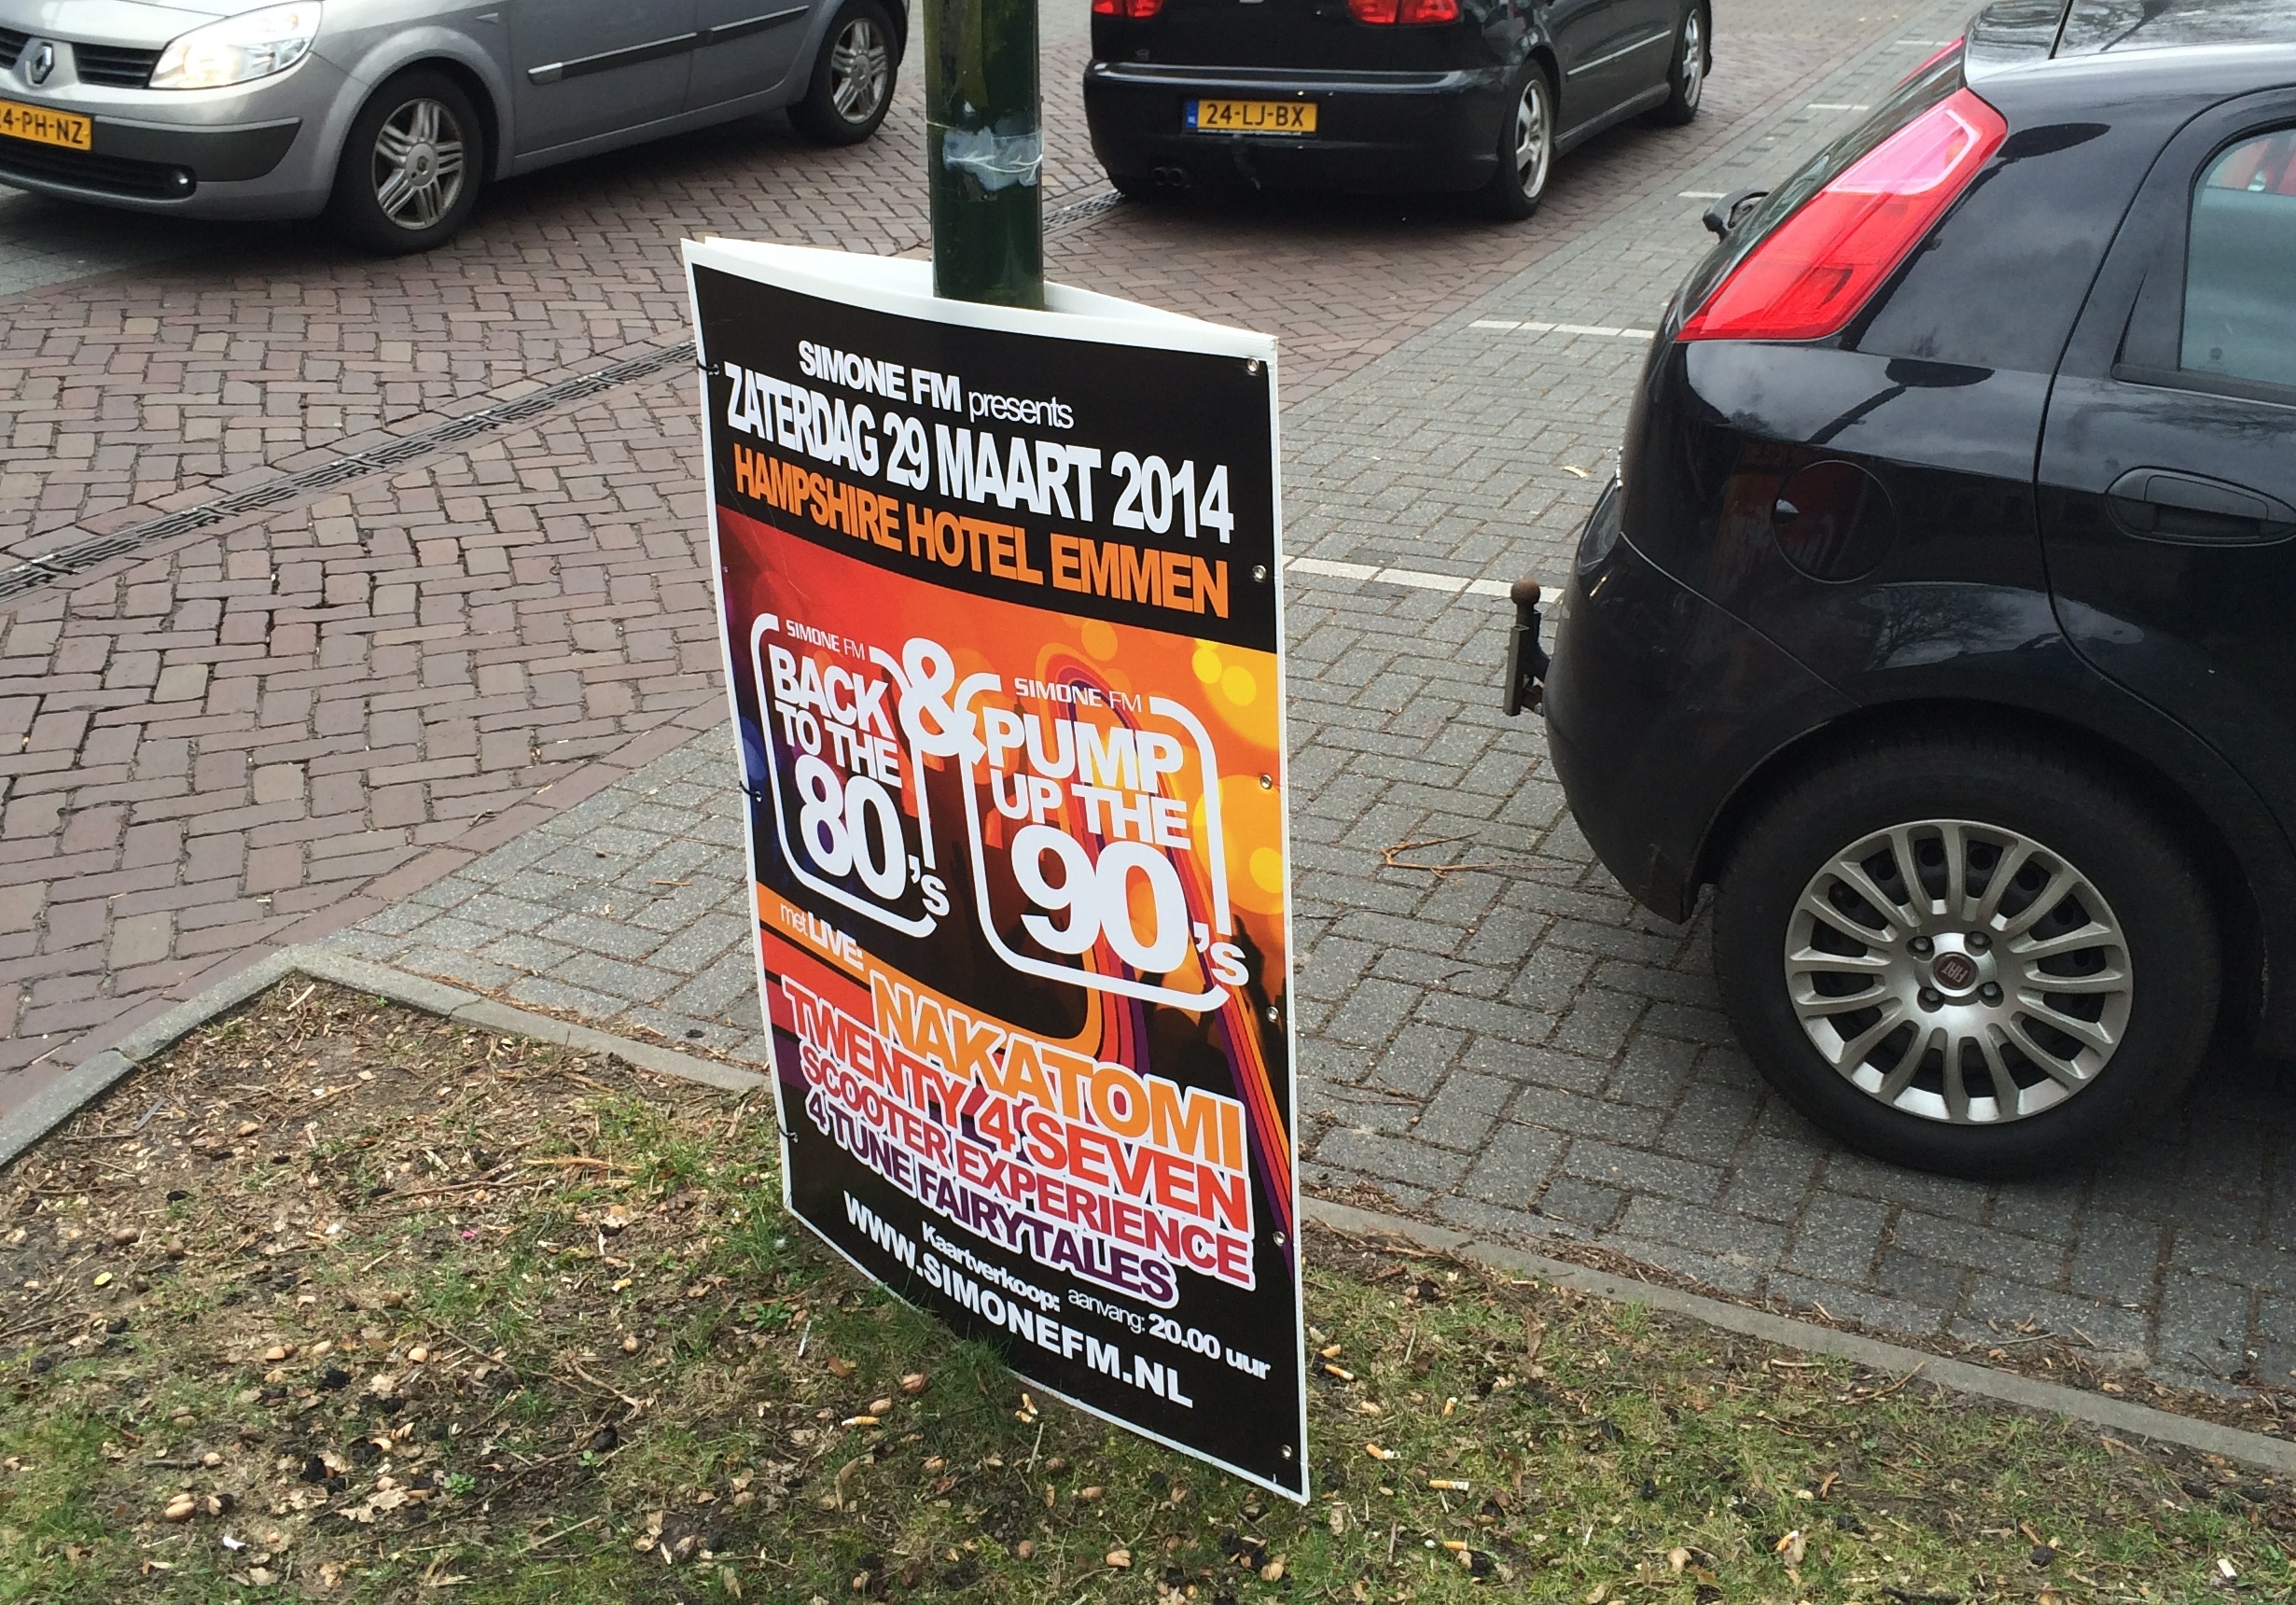 24-PH-NZ
NL 24-LJ-BX
SIMONE FM presents
ZATERDAG 29 MAART 2014
HAMPSHIRE HOTEL EMMEN
SIMONE FM
BACK
TO THE
80's
&
SIMONE FM
PUMP
UP THE
90's
met LIVE:
NAKATOMI
TWENTY 4 SEVEN
SCOOTER EXPERIENCE
4 TUNE FAIRYTALES
Kaartverkoop: aanvang: 20.00 uur
WWW.SIMONEFM.NL
FIAT